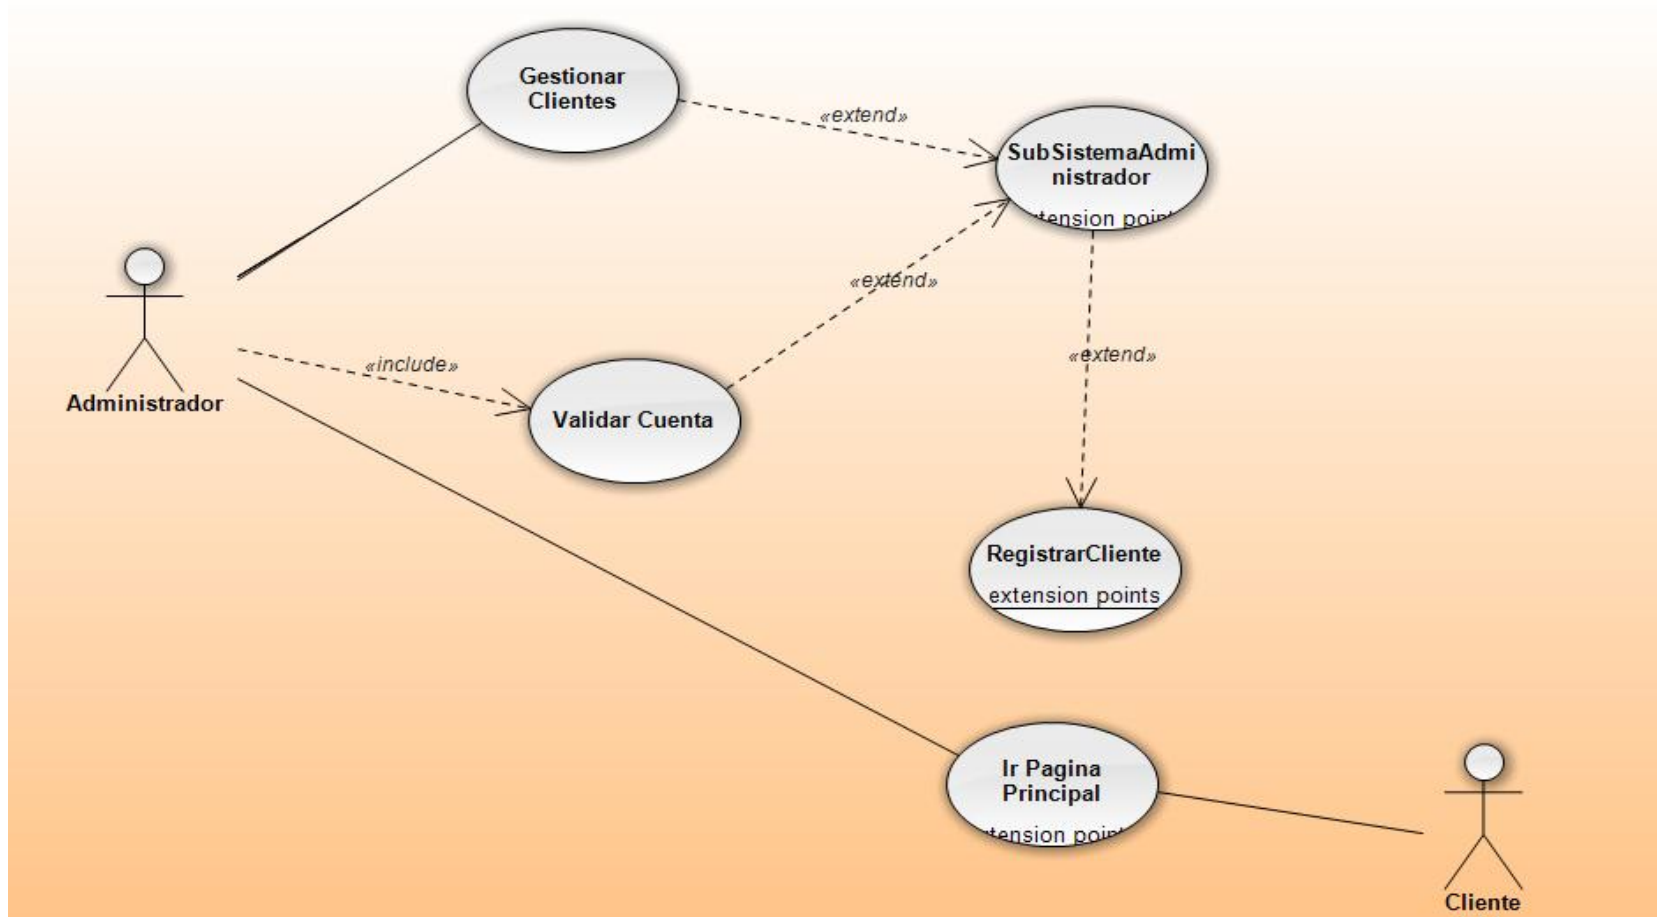 Gestionar
Clientes
«extend»
SubSistemaAdmi
nistrador
«extend»
«extend»
«include»
Administrador
Validar Cuenta
RegistrarCliente
extension points
Ir Pagina
Principal
Cliente